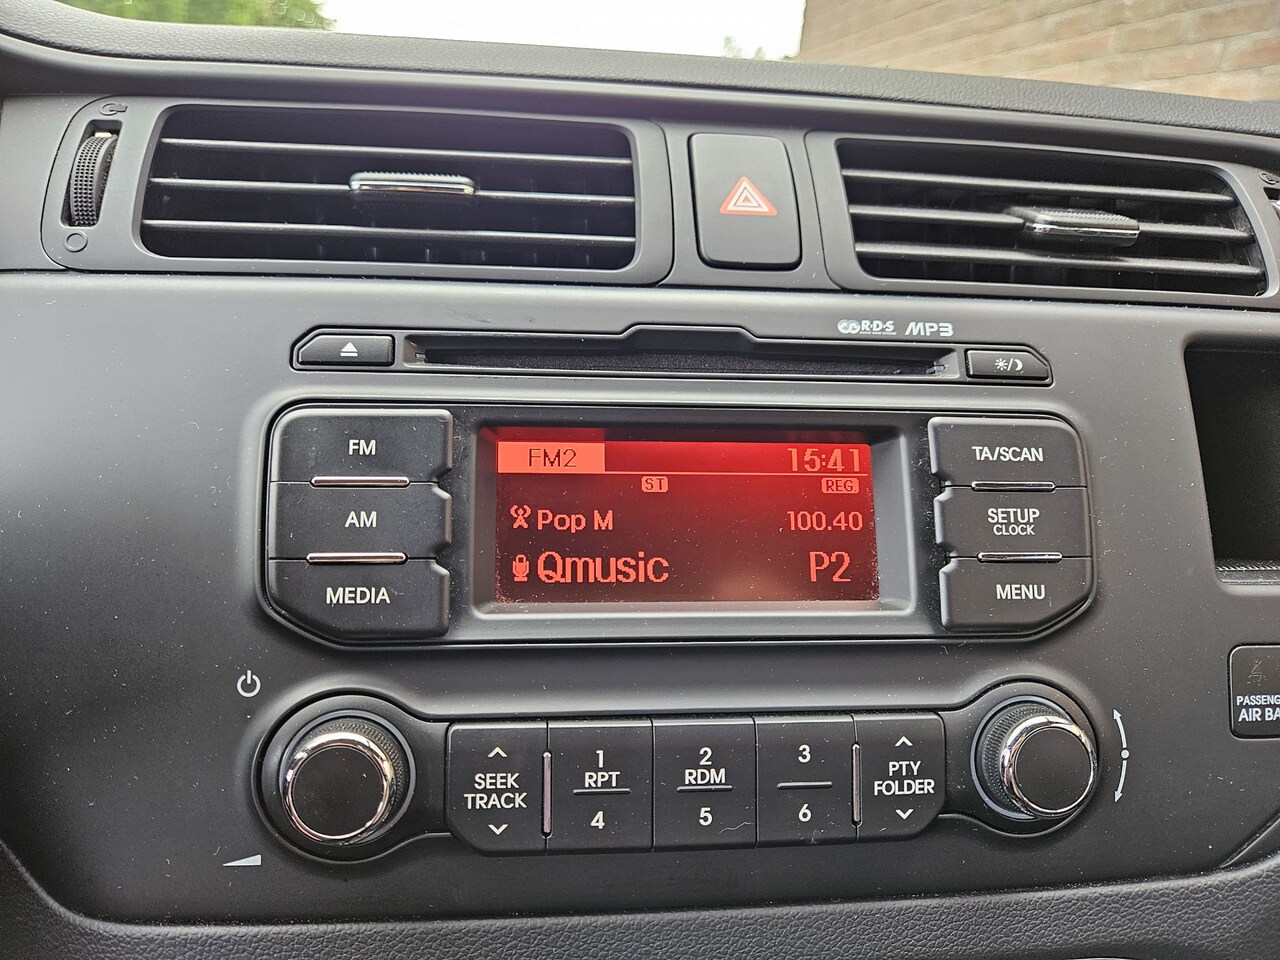 R·D·S MP3
FM
AM
MEDIA
FM2 15:41
ST REG
Pop M 100.40
Qmusic P2
TA/SCAN
SETUP
CLOCK
MENU
SEEK
TRACK
1
RPT
4
2
RDM
5
3
6
PTY
FOLDER
PASSENG
AIR BA